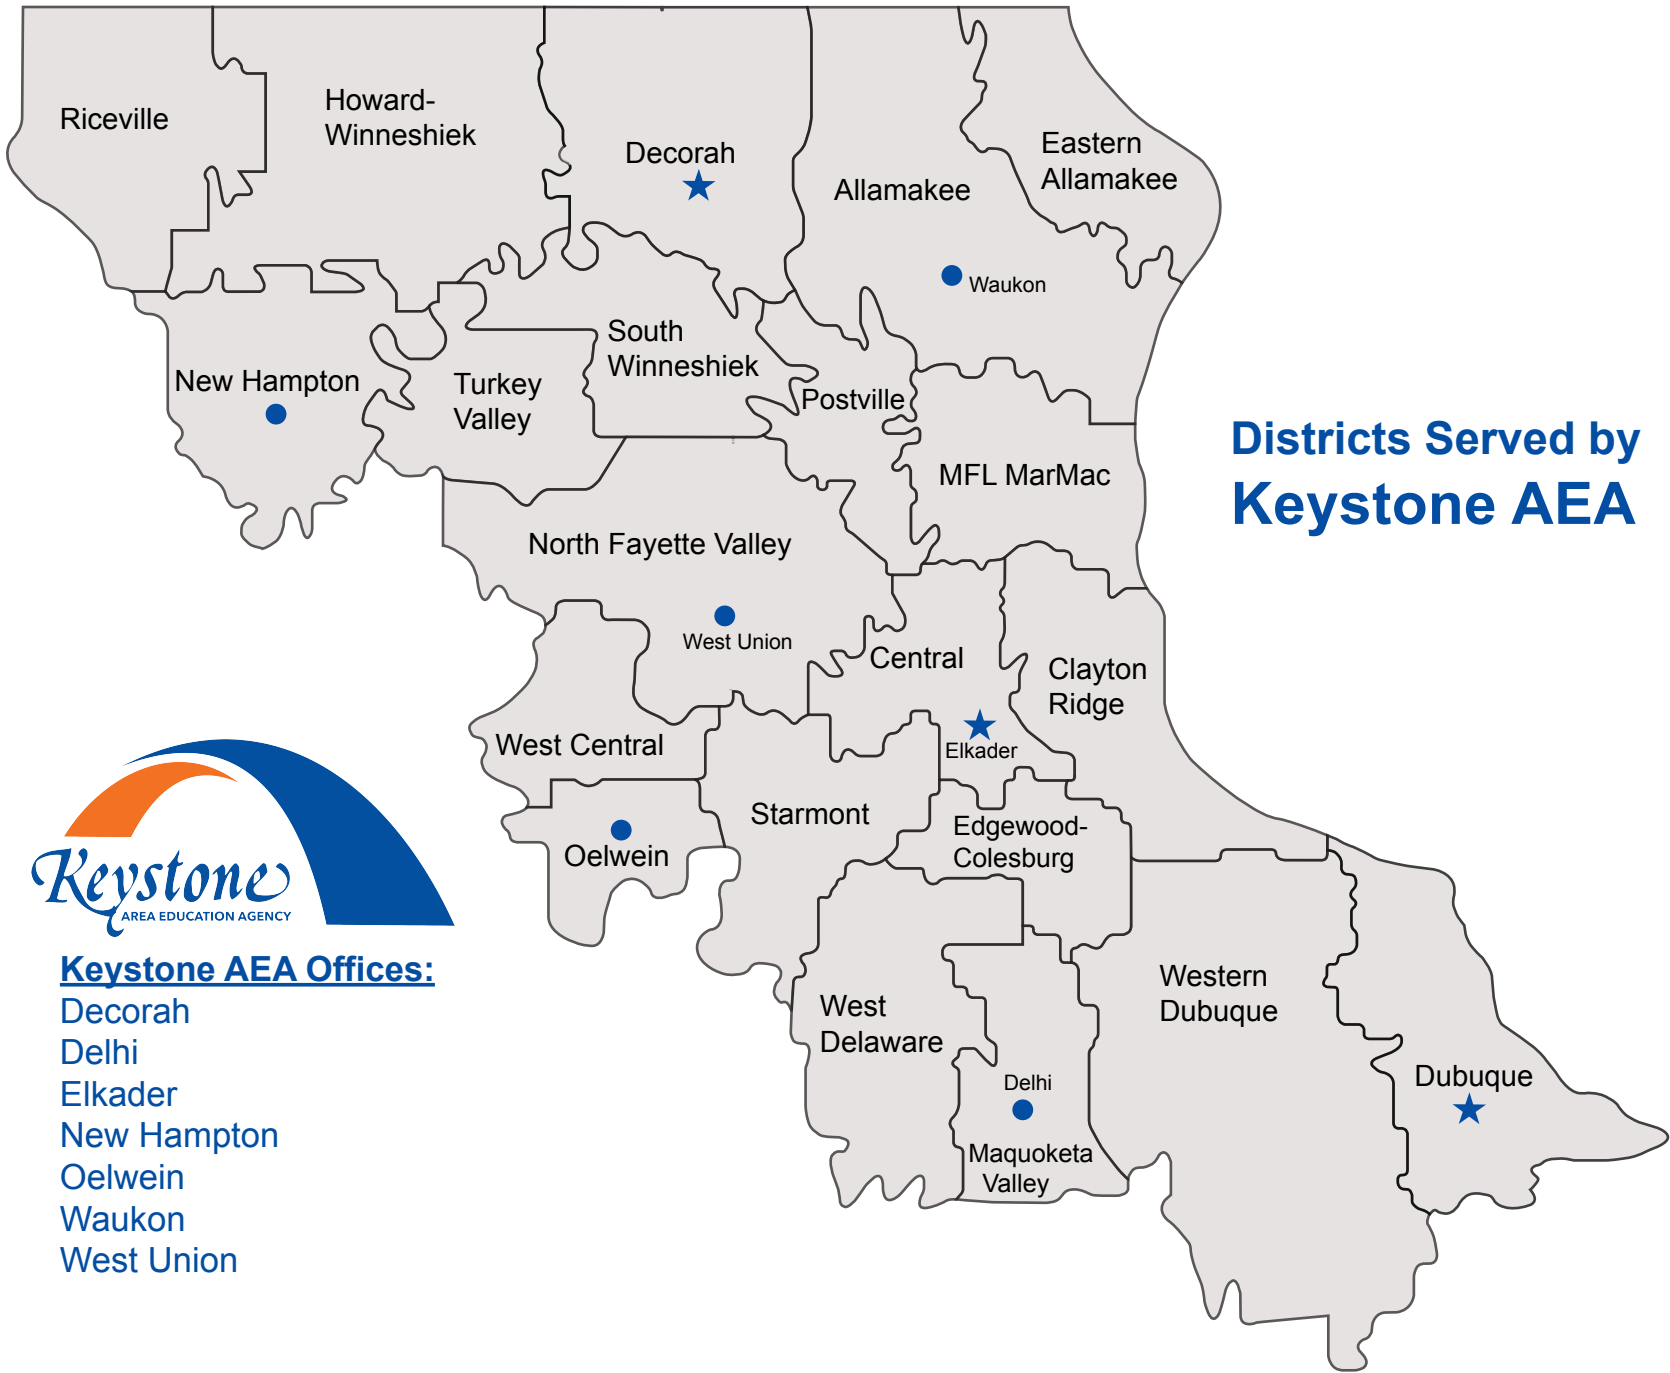 Riceville
Howard-
Winneshiek
Decorah
Allamakee
Eastern
Allamakee
Waukon
New Hampton
Turkey
Valley
South
Winneshiek
Postville
MFL MarMac
Districts Served by
Keystone AEA
North Fayette Valley
West Union
Central
Clayton
Ridge
Elkader
West Central
Starmont
Oelwein
Edgewood-
Colesburg
West
Delaware
Delhi
Maquoketa
Valley
Western
Dubuque
Dubuque
Keystone
AREA EDUCATION AGENCY
Keystone AEA Offices:
Decorah
Delhi
Elkader
New Hampton
Oelwein
Waukon
West Union